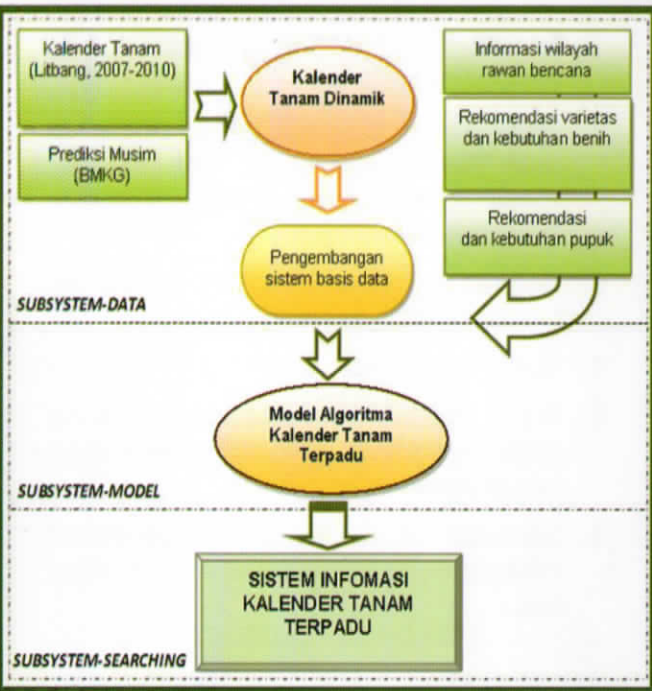 Kalender Tanam
(Litbang, 2007-2010)
Prediksi Musim
(BMKG)
Kalender
Tanam Dinamik
Pengembangan
sistem basis data
Informasi wilayah
rawan bencana
Rekomendasi varietas
dan kebutuhan benih
Rekomendasi
dan kebutuhan pupuk
SUBSYSTEM-DATA
Model Algoritma
Kalender Tanam
Terpadu
SUBSYSTEM-MODEL
SISTEM INFOMASI
KALENDER TANAM
TERPADU
SUBSYSTEM-SEARCHING